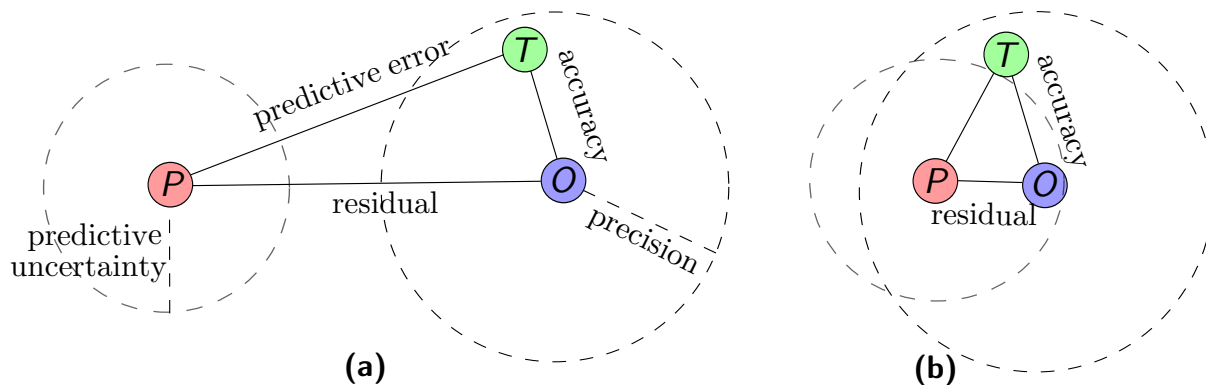 T
predictive error
accuracy
P
O
residual
predictive
uncertainty
precision
(a)
T
accuracy
P
O
residual
(b)